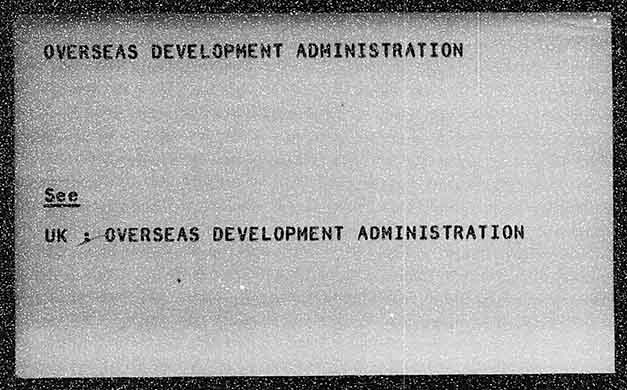 OVERSEAS DEVELOPMENT ADMINISTRATION
See
UK : OVERSEAS DEVELOPMENT ADMINISTRATION